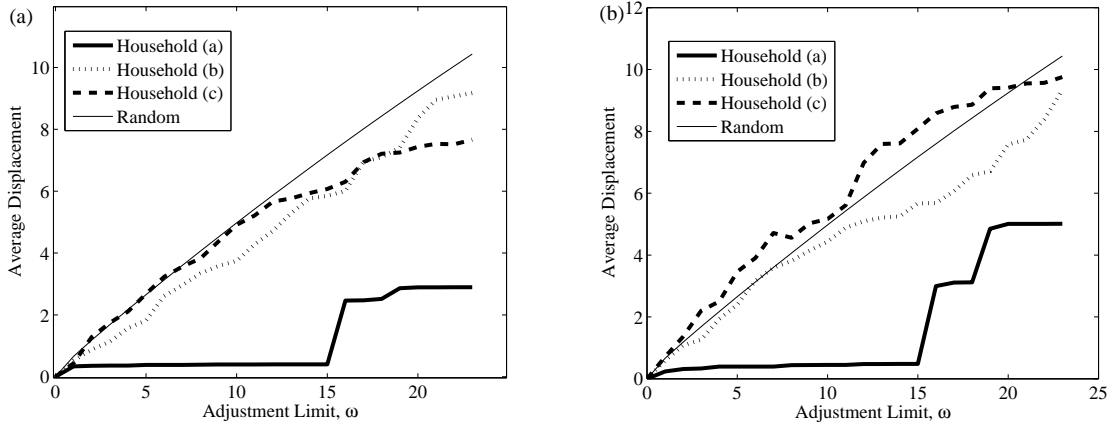 (a)
Household (a)
Household (b)
Household (c)
Random
Average Displacement
10
8
6
4
2
0
0 5 10 15 20
Adjustment Limit, ω
(b)
Household (a)
Household (b)
Household (c)
Random
Average Displacement
12
10
8
6
4
2
0
0 5 10 15 20 25
Adjustment Limit, ω